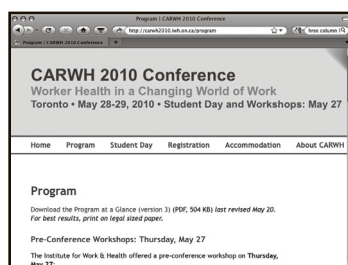 Program | CARWH 2010 Conference
http://carwh2010.iwh.on.ca/program
hree column
Program | CARWH 2010 Conference
CARWH 2010 Conference
Worker Health in a Changing World of Work
Toronto • May 28-29, 2010 • Student Day and Workshops: May 27
Home Program Student Day Registration Accommodation About CARWH
Program
Download the Program at a Glance (version 3) (PDF, 504 KB) last revised May 20.
For best results, print on legal sized paper.
Pre-Conference Workshops: Thursday, May 27
The Institute for Work & Health offered a pre-conference workshop on Thursday,
May 27: